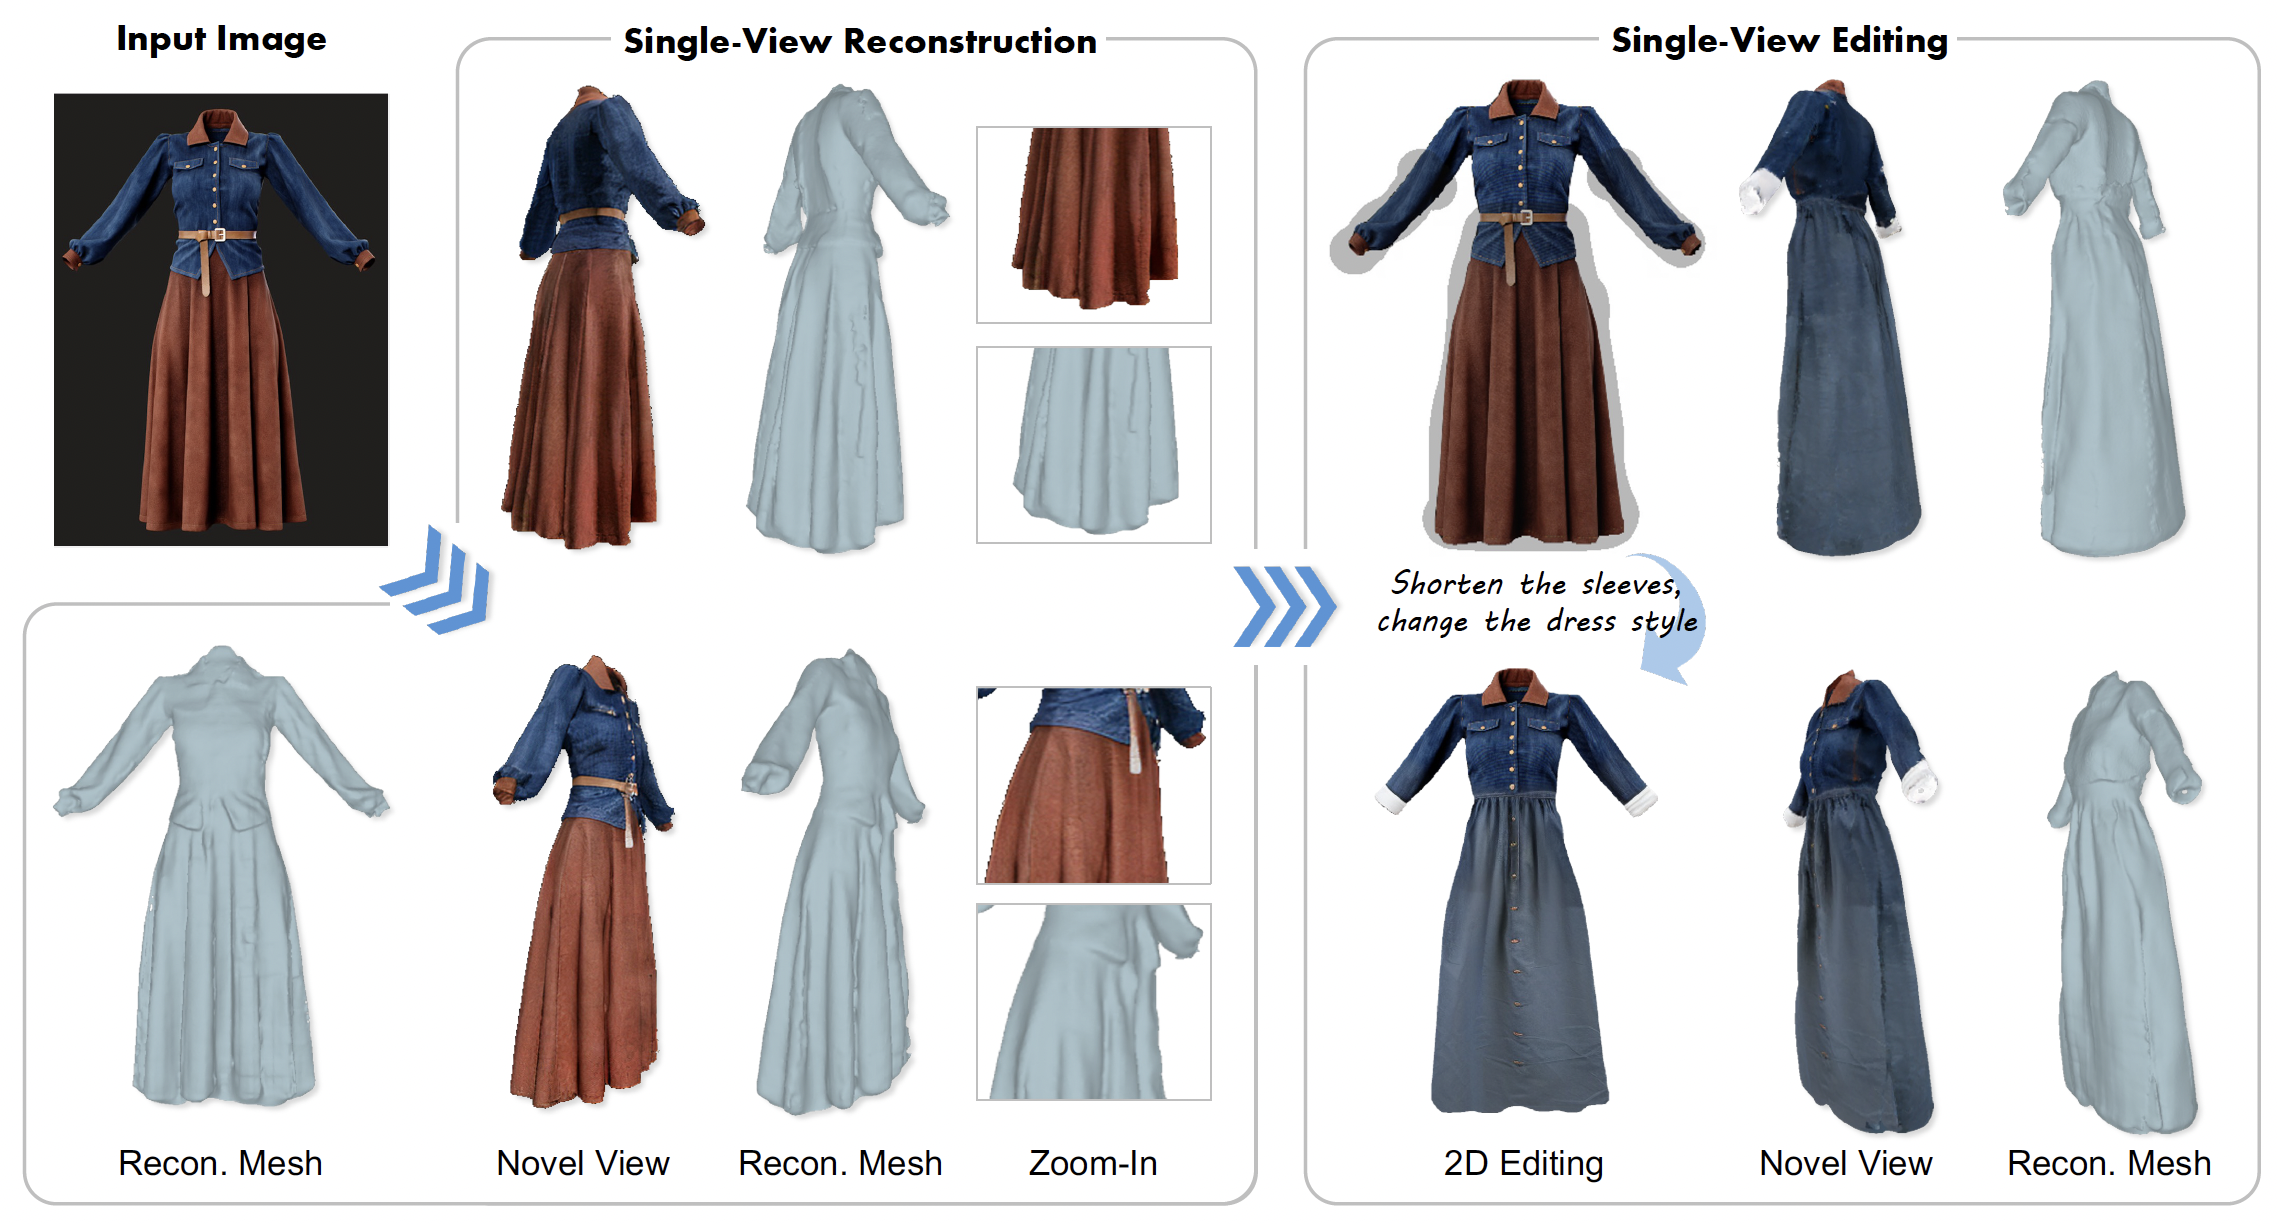 Input Image
Single-View Reconstruction
Single-View Editing
Shorten the sleeves,
change the dress style
Recon. Mesh
Novel View
Recon. Mesh
Zoom-In
2D Editing
Novel View
Recon. Mesh